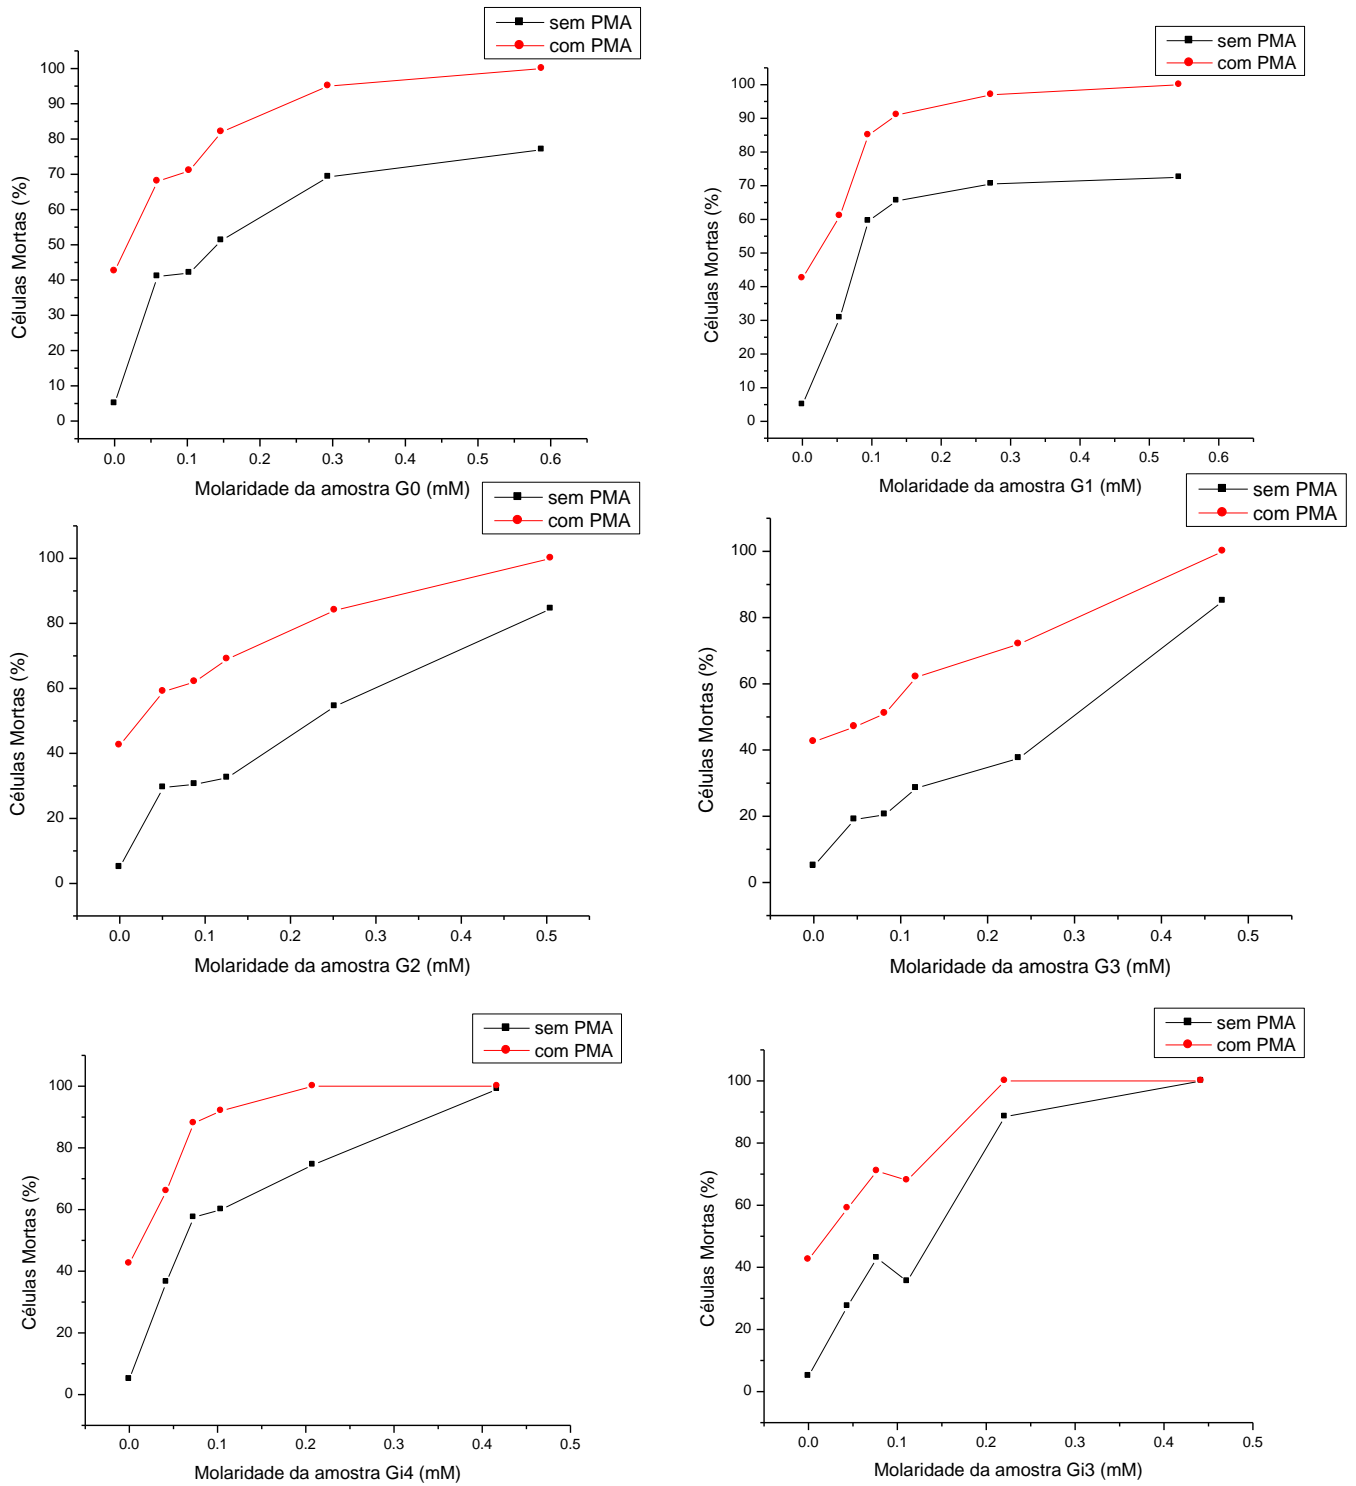 sem PMA
com PMA
100
90
80
70
60
50
40
30
20
10
0
Células Mortas (%)
0.0 0.1 0.2 0.3 0.4 0.5 0.6
Molaridade da amostra G0 (mM)
sem PMA
com PMA
100
90
80
70
60
50
40
30
20
10
0
Células Mortas (%)
0.0 0.1 0.2 0.3 0.4 0.5 0.6
Molaridade da amostra G1 (mM)
sem PMA
com PMA
100
80
60
40
20
0
Células Mortas (%)
0.0 0.1 0.2 0.3 0.4 0.5
Molaridade da amostra G2 (mM)
sem PMA
com PMA
100
80
60
40
20
0
Células Mortas (%)
0.0 0.1 0.2 0.3 0.4 0.5
Molaridade da amostra G3 (mM)
sem PMA
com PMA
100
80
60
40
20
0
Células Mortas (%)
0.0 0.1 0.2 0.3 0.4 0.5
Molaridade da amostra Gi4 (mM)
sem PMA
com PMA
100
80
60
40
20
0
Células Mortas (%)
0.0 0.1 0.2 0.3 0.4 0.5
Molaridade da amostra Gi3 (mM)